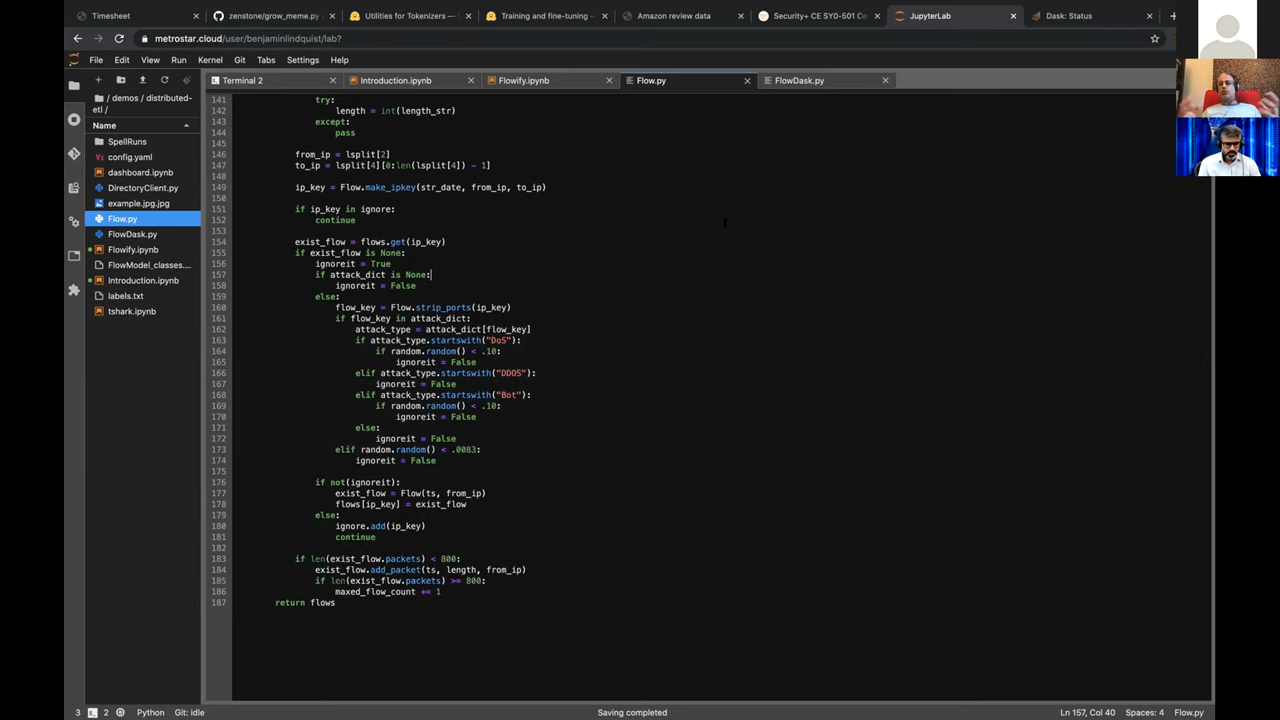 Timesheet
zenstone/grow_meme.py
Utilities for Tokenizers —
Training and fine-tuning —
Amazon review data
Security+ CE SY0-501 Ce
JupyterLab
Dask: Status
metrostar.cloud/user/benjaminlindquist/lab?
File Edit View Run Kernel Git Tabs Settings Help
Terminal 2
Introduction.ipynb
Flowify.ipynb
Flow.py
FlowDask.py
/ demos / distributed-
etl /
Name
SpellRuns
config.yaml
dashboard.ipynb
DirectoryClient.py
example.jpg.jpg
Flow.py
FlowDask.py
Flowify.ipynb
FlowModel_classes....
Introduction.ipynb
labels.txt
tshark.ipynb
141 try:
142 length = int(length_str)
143 except:
144 pass
145
146 from_ip = lsplit[2]
147 to_ip = lsplit[4][0:len(lsplit[4]) - 1]
148
149 ip_key = Flow.make_ipkey(str_date, from_ip, to_ip)
150
151 if ip_key in ignore:
152 continue
153
154 exist_flow = flows.get(ip_key)
155 if exist_flow is None:
156 ignoreit = True
157 if attack_dict is None:
158 ignoreit = False
159 else:
160 flow_key = Flow.strip_ports(ip_key)
161 if flow_key in attack_dict:
162 attack_type = attack_dict[flow_key]
163 if attack_type.startswith("DoS"):
164 if random.random() < .10:
165 ignoreit = False
166 elif attack_type.startswith("DDOS"):
167 ignoreit = False
168 elif attack_type.startswith("Bot"):
169 if random.random() < .10:
170 ignoreit = False
171 else:
172 ignoreit = False
173 elif random.random() < .0083:
174 ignoreit = False
175
176 if not(ignoreit):
177 exist_flow = Flow(ts, from_ip)
178 flows[ip_key] = exist_flow
179 else:
180 ignore.add(ip_key)
181 continue
182
183 if len(exist_flow.packets) < 800:
184 exist_flow.add_packet(ts, length, from_ip)
185 if len(exist_flow.packets) >= 800:
186 maxed_flow_count += 1
187 return flows
3 2 Python Git: idle
Saving completed
Ln 157, Col 40 Spaces: 4 Flow.py